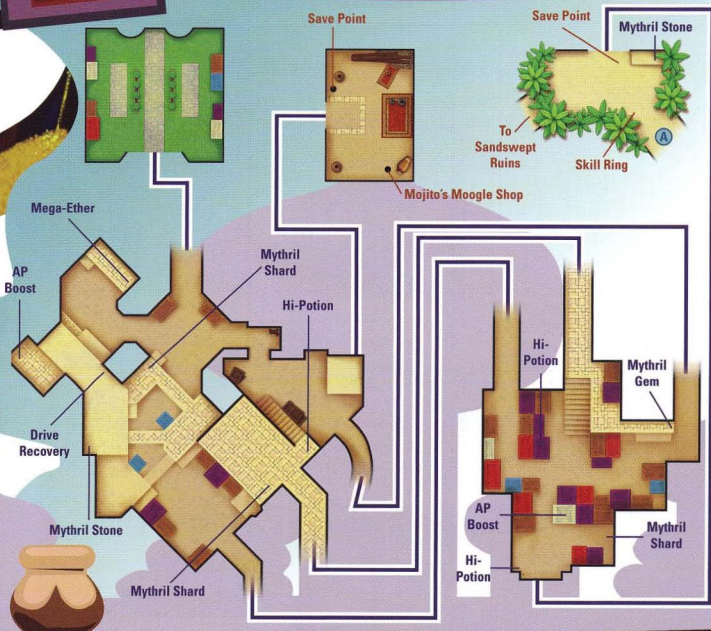 Save Point
Save Point
Mythril Stone
To
Sandswept
Ruins
Skill Ring
A
Mojito's Moogle Shop
Mega-Ether
AP
Boost
Mythril
Shard
Hi-Potion
Drive
Recovery
Mythril Stone
Mythril Shard
Hi-
Potion
Mythril
Gem
AP
Boost
Mythril
Shard
Hi-
Potion